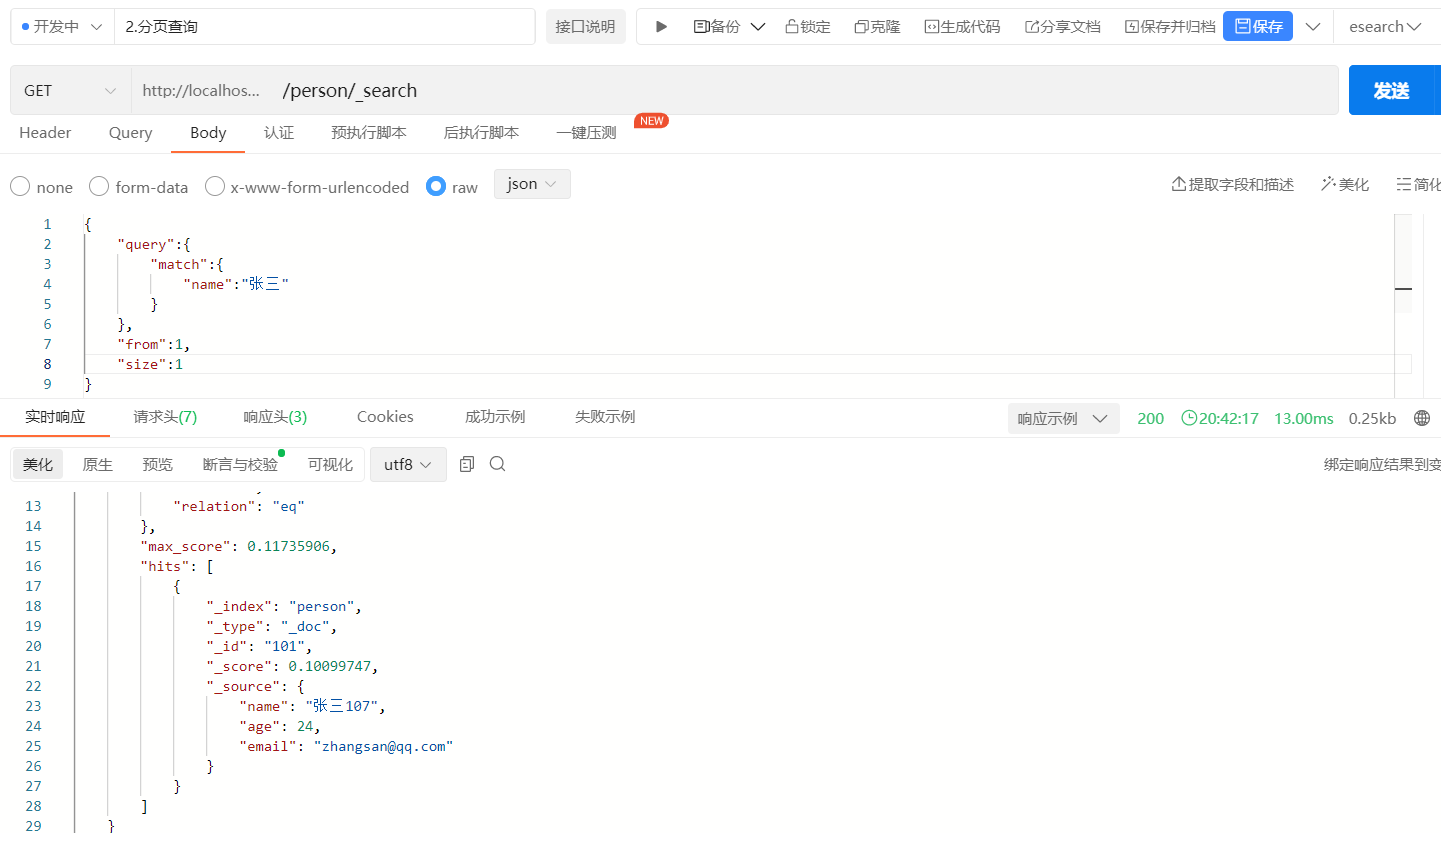 开发中 2.分页查询 接口说明 备份 锁定 克隆 生成代码 分享文档 保存并归档 保存 esearch
GET http://localhos... /person/_search 发送
Header Query Body 认证 预执行脚本 后执行脚本 一键压测 NEW
none form-data x-www-form-urlencoded raw json 提取字段和描述 美化 简化
1 {
2 "query":{
3 "match":{
4 "name":"张三"
5 }
6 },
7 "from":1,
8 "size":1
9 }
实时响应 请求头(7) 响应头(3) Cookies 成功示例 失败示例 响应示例 200 20:42:17 13.00ms 0.25kb
美化 原生 预览 断言与校验 可视化 utf8 绑定响应结果到变
13 "relation": "eq"
14 },
15 "max_score": 0.11735906,
16 "hits": [
17 {
18 "_index": "person",
19 "_type": "_doc",
20 "_id": "101",
21 "_score": 0.10099747,
22 "_source": {
23 "name": "张三107",
24 "age": 24,
25 "email": "zhangsan@qq.com"
26 }
27 }
28 ]
29 }